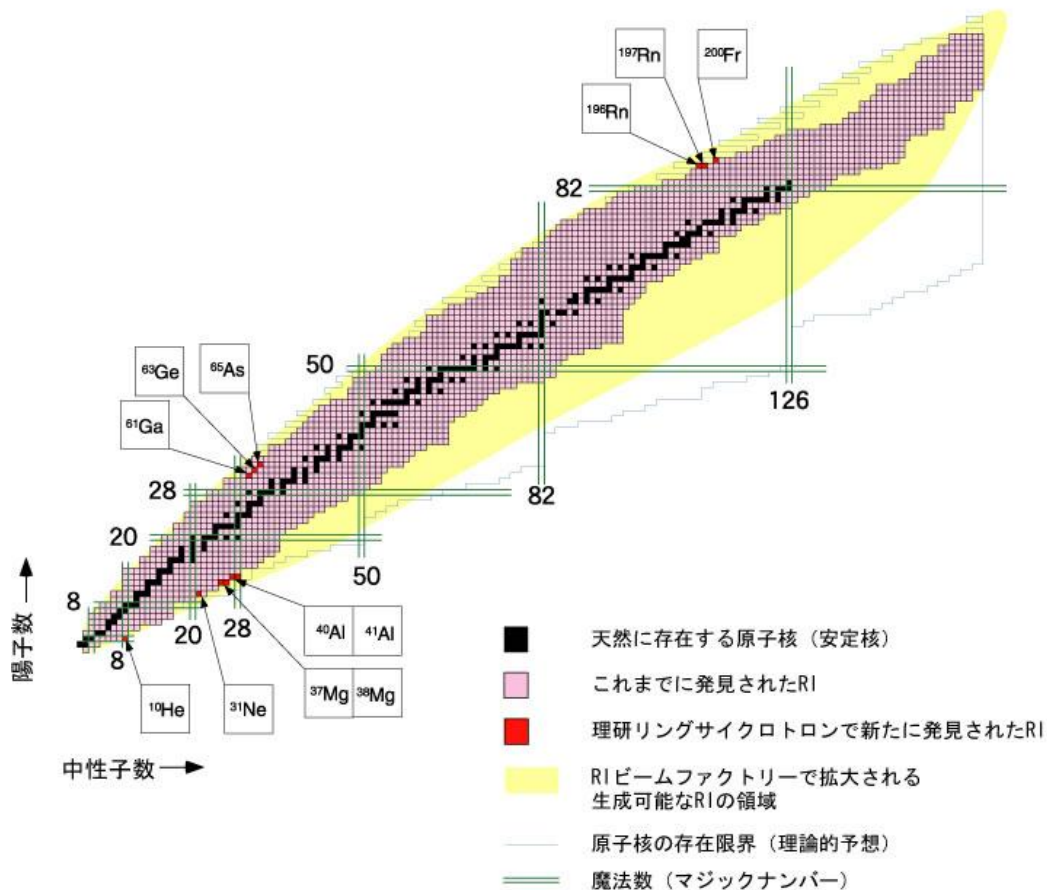 ¹⁹⁷Rn
²⁰⁰Fr
¹⁹⁶Rn
82
⁶³Ge
⁶⁵As
50
⁶¹Ga
126
28
82
20
50
8
20
28
8
⁴⁰Al
⁴¹Al
³⁷Mg
³⁸Mg
¹⁰He
³¹Ne
陽子数
中性子数
天然に存在する原子核（安定核）
これまでに発見されたRI
理研リングサイクロトロンで新たに発見されたRI
RIビームファクトリーで拡大される
生成可能なRIの領域
原子核の存在限界（理論的予想）
魔法数（マジックナンバー）